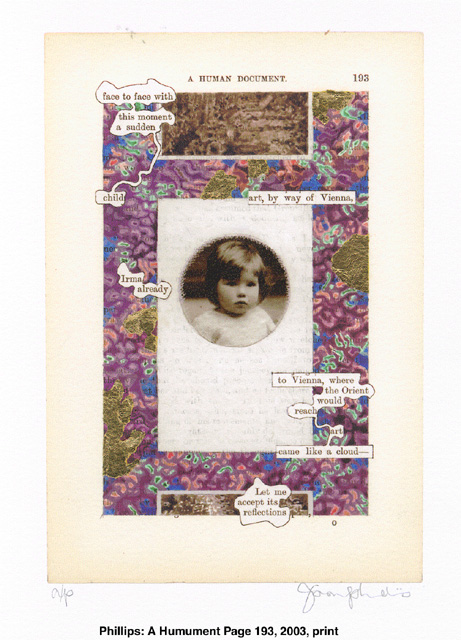 A HUMAN DOCUMENT. 193
face to face with
this moment
a sudden
child
art, by way of Vienna,
Irma
already
to Vienna, where
the Orient
would
reach
art
came like a cloud—
Let me
accept its
reflections
A/P
Phillips: A Humument Page 193, 2003, print